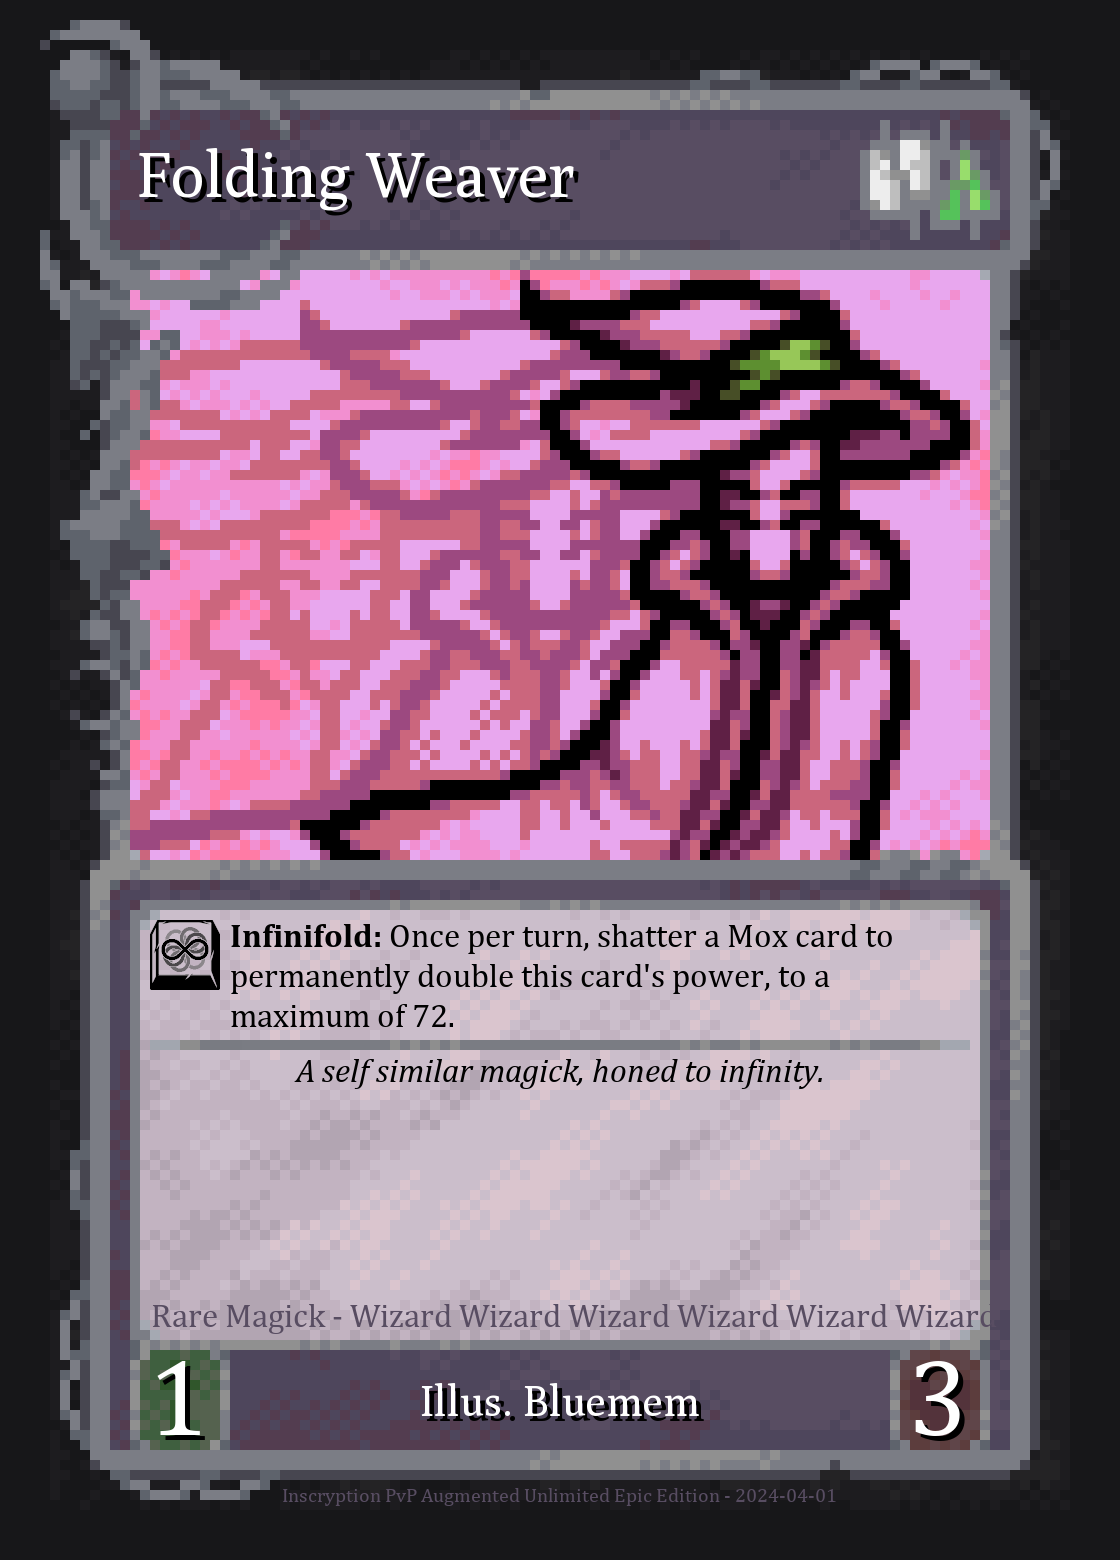 Folding Weaver
Infinifold: Once per turn, shatter a Mox card to
permanently double this card's power, to a
maximum of 72.
A self similar magick, honed to infinity.
Rare Magick - Wizard Wizard Wizard Wizard Wizard Wizard
1
Illus. Bluemem
3
Inscryption PvP Augmented Unlimited Epic Edition - 2024-04-01